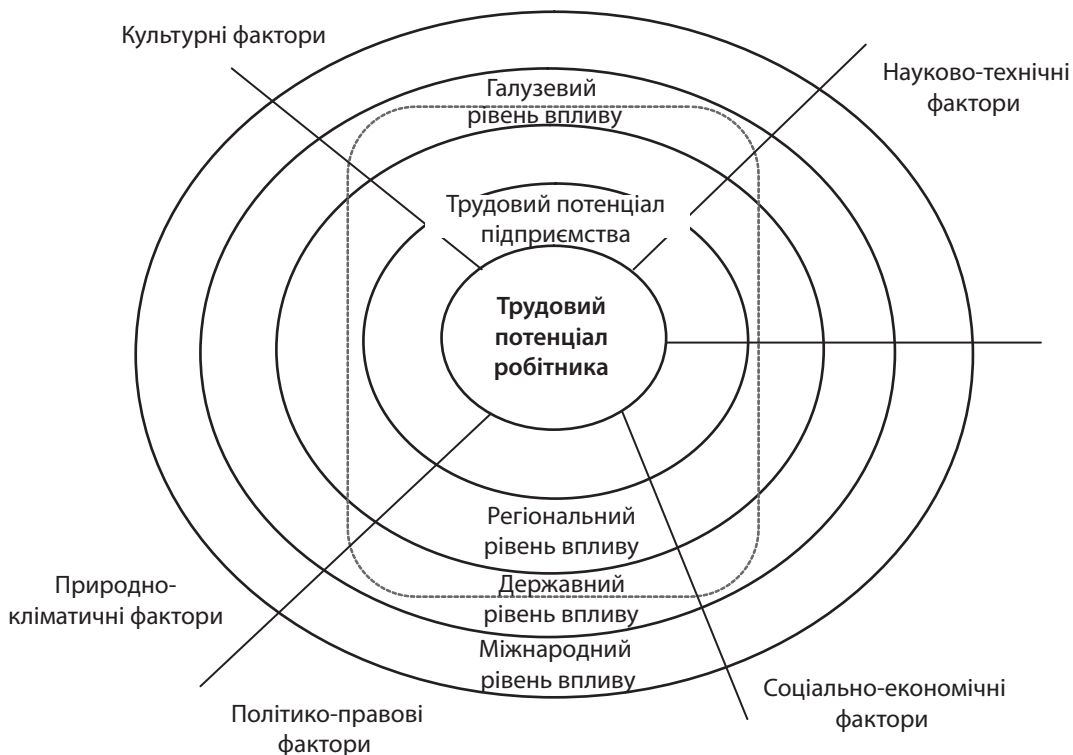 Культурні фактори
Науково-технічні
фактори
Галузевий
рівень впливу
Трудовий потенціал
підприємства
Трудовий
потенціал
робітника
Регіональний
рівень впливу
Державний
рівень впливу
Міжнародний
рівень впливу
Природно-
кліматичні фактори
Політико-правові
фактори
Соціально-економічні
фактори